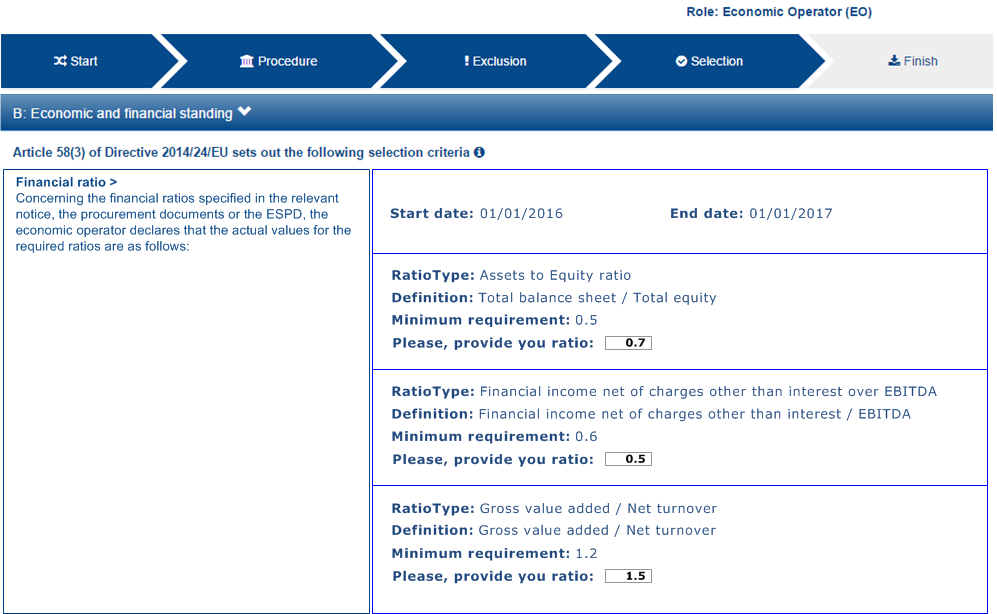 Role: Economic Operator (EO)
Start
Procedure
Exclusion
Selection
Finish
B: Economic and financial standing
Article 58(3) of Directive 2014/24/EU sets out the following selection criteria
Financial ratio >
Concerning the financial ratios specified in the relevant
notice, the procurement documents or the ESPD, the
economic operator declares that the actual values for the
required ratios are as follows:
Start date: 01/01/2016 End date: 01/01/2017
RatioType: Assets to Equity ratio
Definition: Total balance sheet / Total equity
Minimum requirement: 0.5
Please, provide you ratio: 0.7
RatioType: Financial income net of charges other than interest over EBITDA
Definition: Financial income net of charges other than interest / EBITDA
Minimum requirement: 0.6
Please, provide you ratio: 0.5
RatioType: Gross value added / Net turnover
Definition: Gross value added / Net turnover
Minimum requirement: 1.2
Please, provide you ratio: 1.5